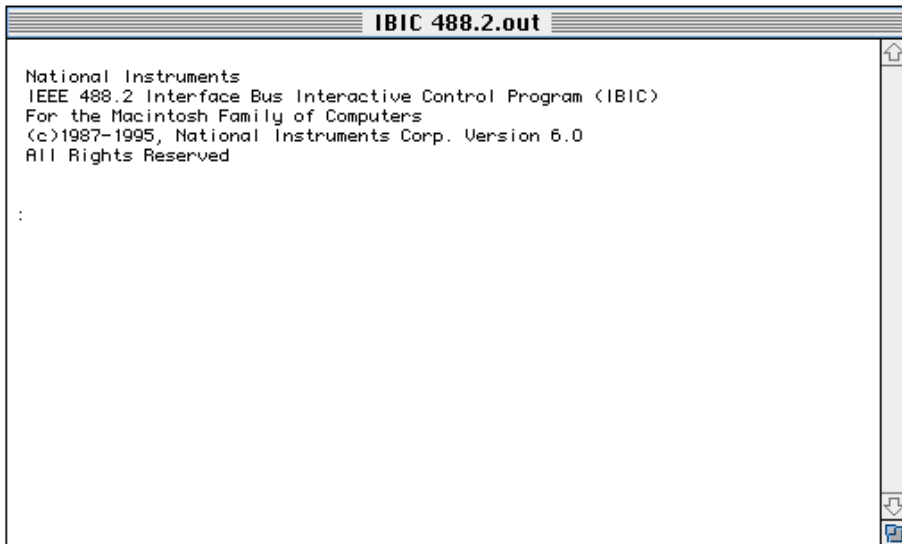 IBIC 488.2.out
National Instruments
IEEE 488.2 Interface Bus Interactive Control Program (IBIC)
For the Macintosh Family of Computers
(c)1987-1995, National Instruments Corp. Version 6.0
All Rights Reserved
: